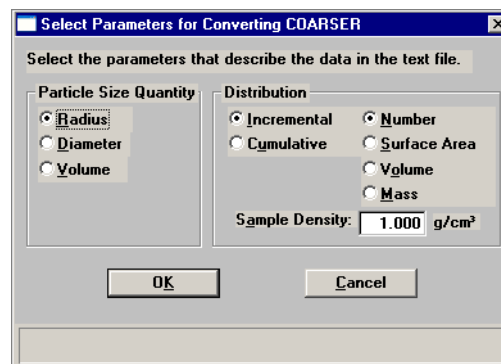 Select Parameters for Converting COARSER
Select the parameters that describe the data in the text file.
Particle Size Quantity
Radius
Diameter
Volume
Distribution
Incremental
Cumulative
Number
Surface Area
Volume
Mass
Sample Density: 1.000 g/cm³
OK
Cancel